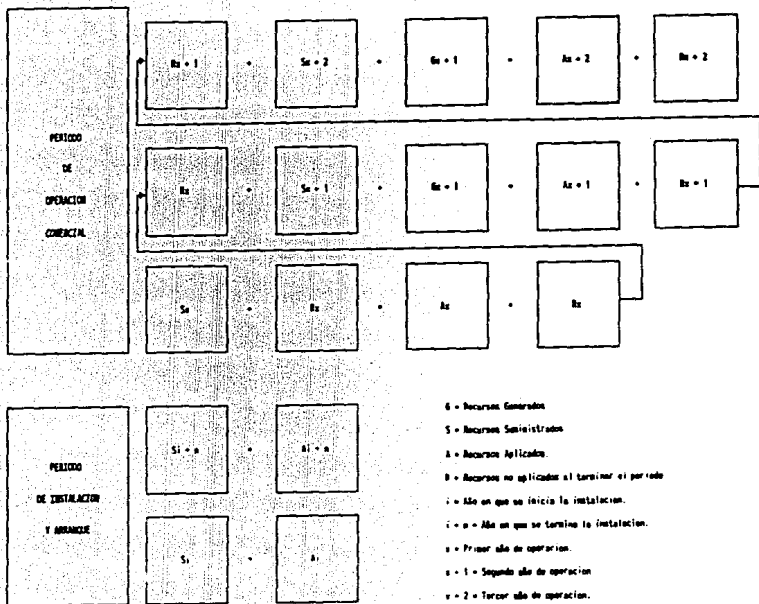 Rx + 1
Sx + 2
Gx + 1
Ax + 2
Rx + 2
PERIODO
DE
OPERACION
COMERCIAL
Rx
Sx + 1
Gx + 1
Ax + 1
Rx + 1
Sx
Rx
Ax
Rx
PERIODO
DE INSTALACION
Y ARRANQUE
Si + n
Ai + n
Si
Ai
G = Recursos Generados
S = Recursos Suministrados
A = Recursos Aplicados.
R = Recursos no aplicados al terminar el periodo
i = Año en que se inicia la instalacion.
i + n = Año en que se termina la instalacion.
x = Primer año de operacion.
x + 1 = Segundo año de operacion
x + 2 = Tercer año de operacion.